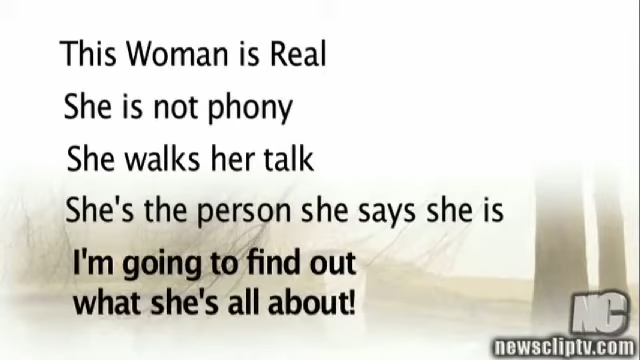 This Woman is Real
She is not phony
She walks her talk
She's the person she says she is
I'm going to find out
what she's all about!
NC
newscliptv.com